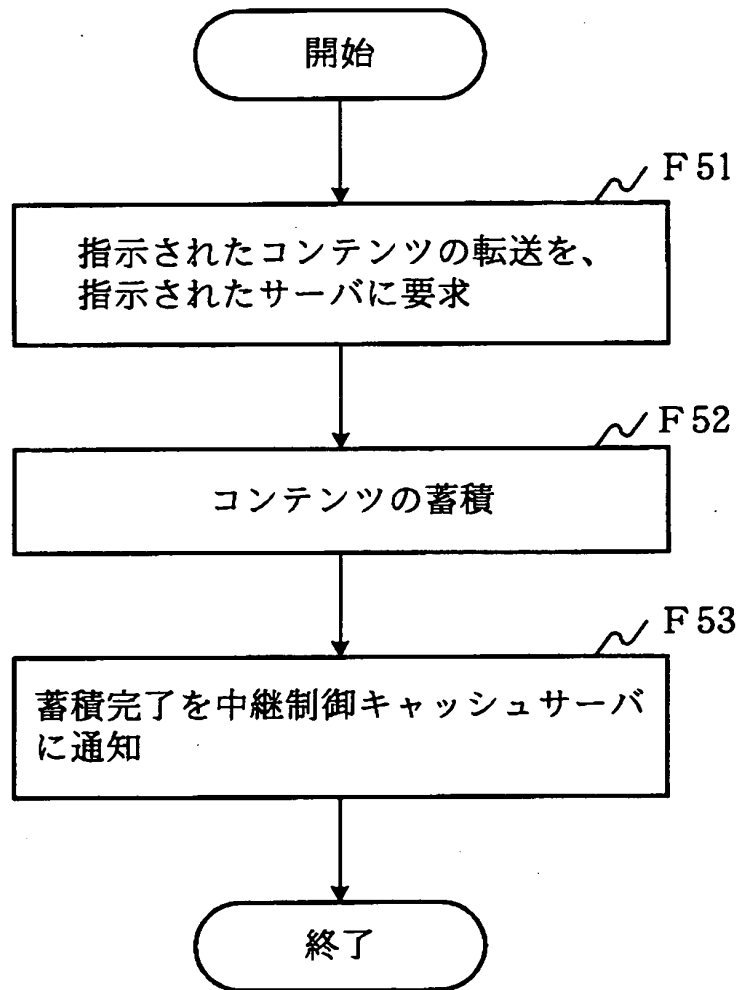 開始
F51
指示されたコンテンツの転送を、
指示されたサーバに要求
F52
コンテンツの蓄積
F53
蓄積完了を中継制御キャッシュサーバ
に通知
終了